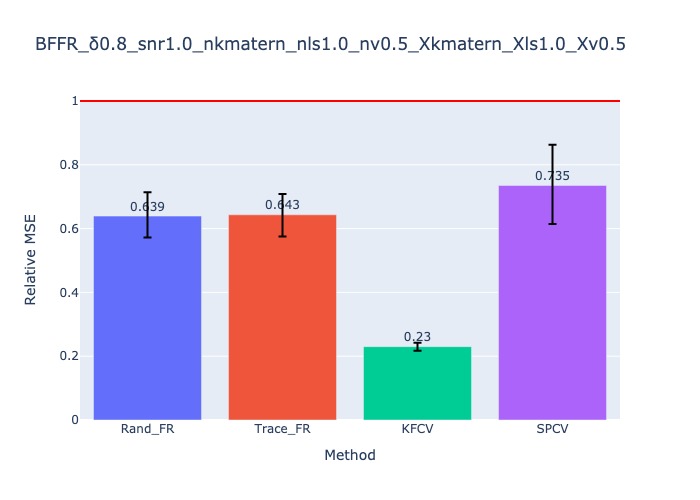 BFFR_δ0.8_snr1.0_nkmatern_nls1.0_nv0.5_Xkmatern_Xls1.0_Xv0.5
1
0.8
0.6
0.4
0.2
0
Relative MSE
0.639
0.643
0.23
0.735
Rand_FR
Trace_FR
KFCV
SPCV
Method